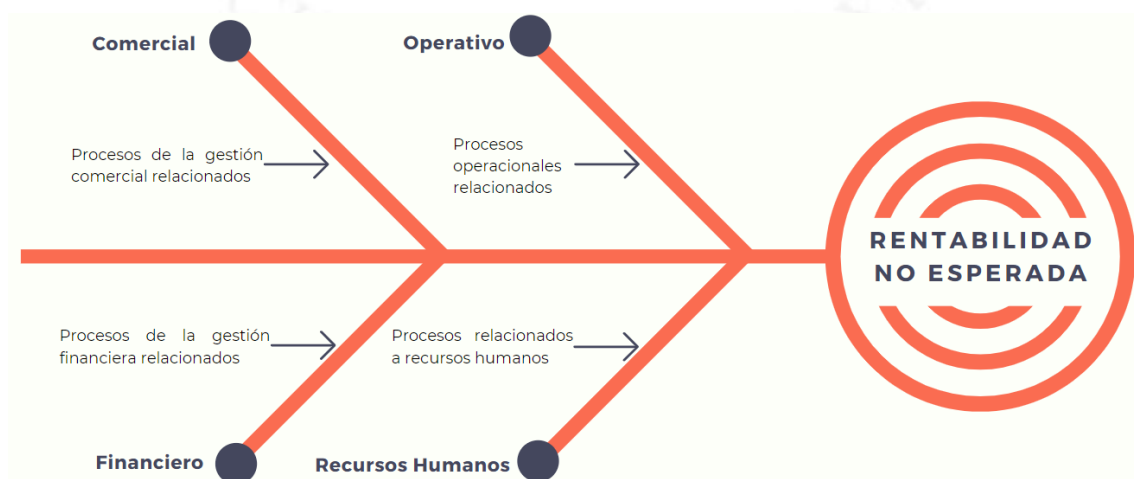 Comercial
Operativo
Procesos de la gestión
comercial relacionados
Procesos
operacionales
relacionados
RENTABILIDAD
NO ESPERADA
Procesos de la gestión
financiera relacionados
Procesos relacionados
a recursos humanos
Financiero
Recursos Humanos